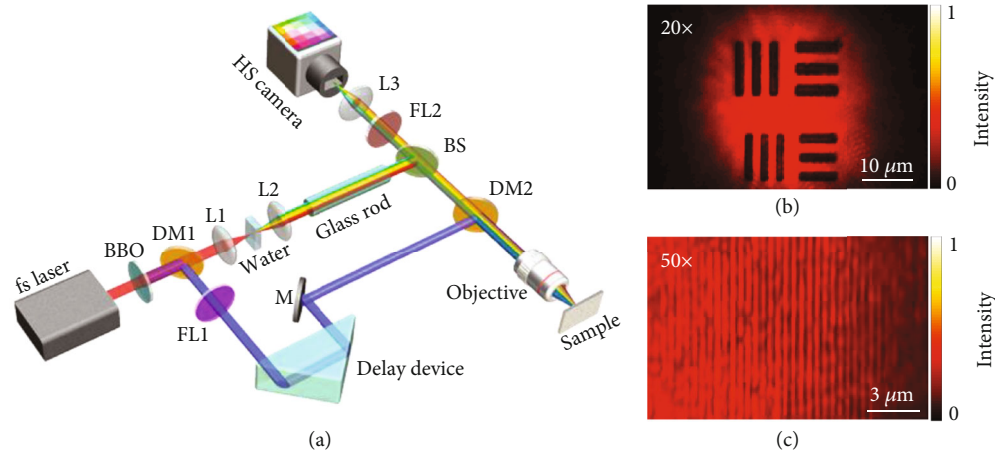 HS camera
L3
FL2
BS
DM2
L2
Glass rod
L1
Water
DM1
BBO
fs laser
FL1
M
Delay device
Objective
Sample
(a)
20×
10 μm
1
Intensity
0
(b)
50×
3 μm
1
Intensity
0
(c)